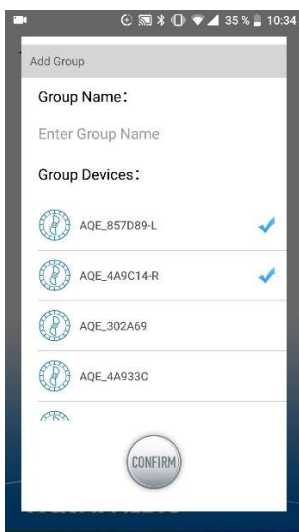 35 % 10:34
Add Group
Group Name：
Enter Group Name
Group Devices：
AQE_857D89-L
AQE_4A9C14-R
AQE_302A69
AQE_4A933C
CONFIRM